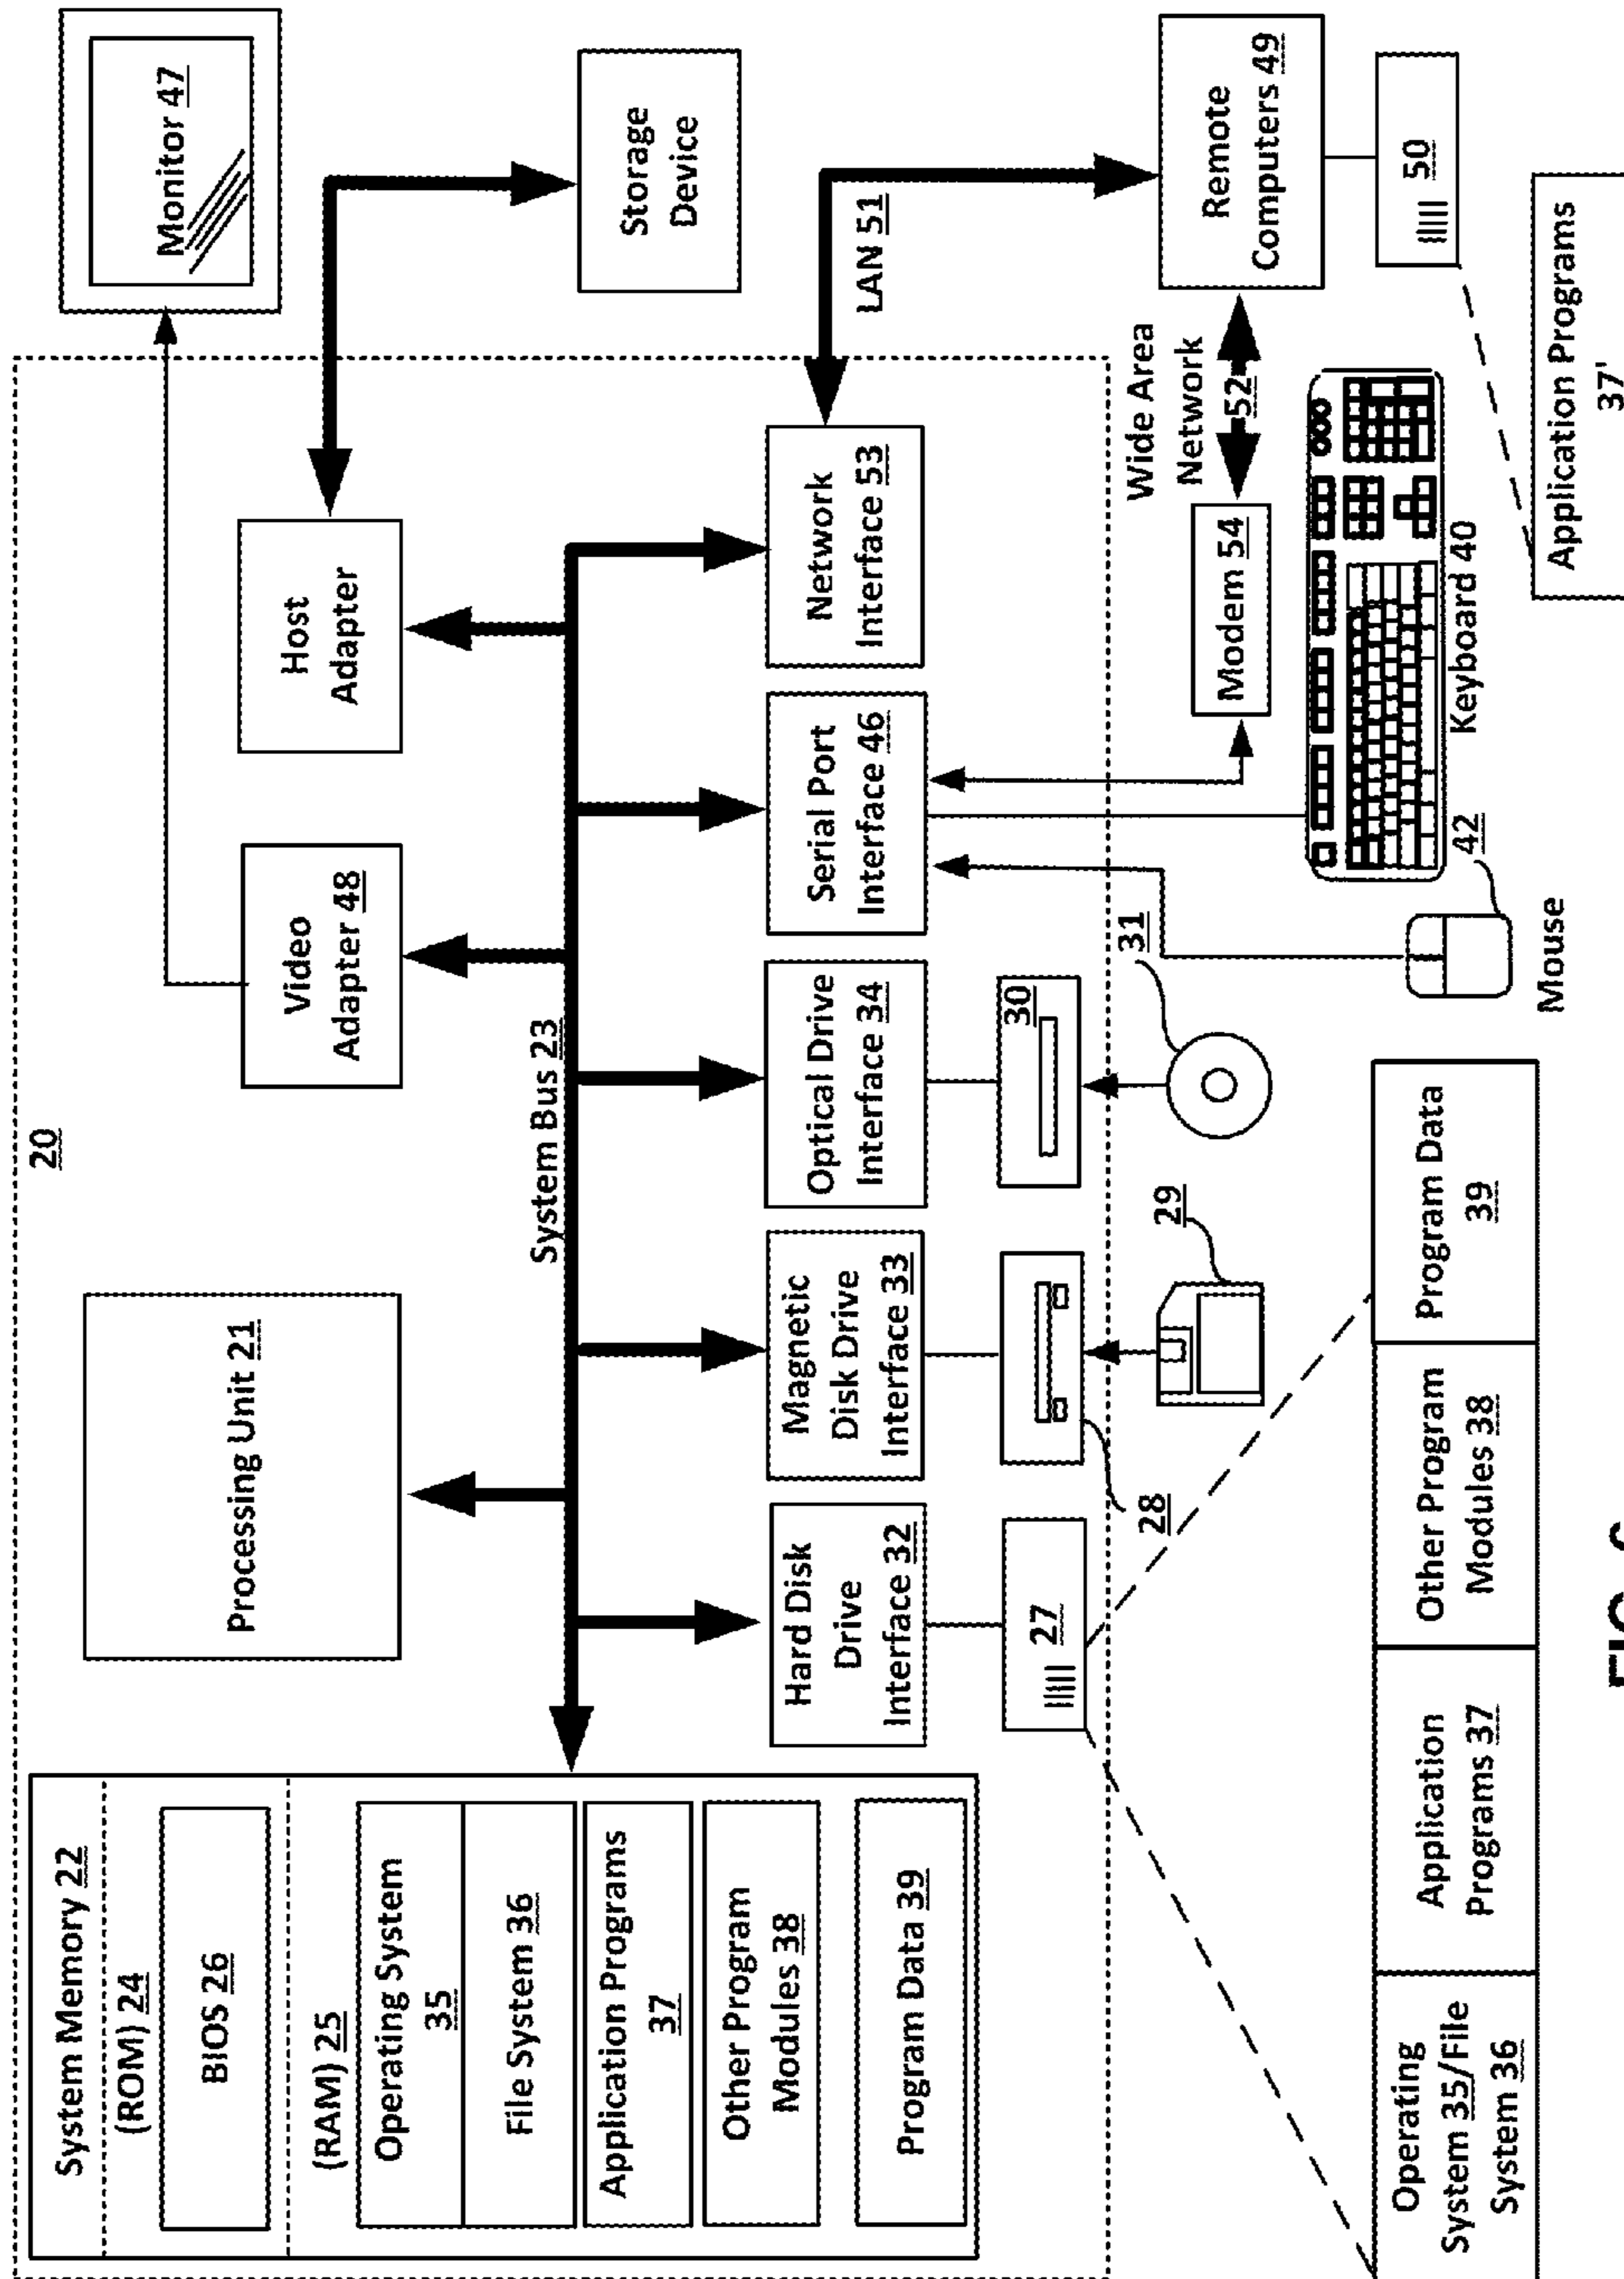 20
System Memory 22
(ROM) 24
BIOS 26
(RAM) 25
Operating System
35
File System 36
Application Programs
37
Other Program
Modules 38
Program Data 39
Processing Unit 21
Video
Adapter 48
Host
Adapter
Monitor 47
System Bus 23
Storage
Device
Hard Disk
Drive
Interface 32
Magnetic
Disk Drive
Interface 33
Optical Drive
Interface 34
Serial Port
Interface 46
Network
Interface 53
LAN 51
27
28
30
29
31
Wide Area
Network
52
Modem 54
Remote
Computers 49
50
Keyboard 40
42
Mouse
Operating
System 35/File
System 36
Application
Programs 37
Other Program
Modules 38
Program Data
39
Application Programs
37'
FIG. 6